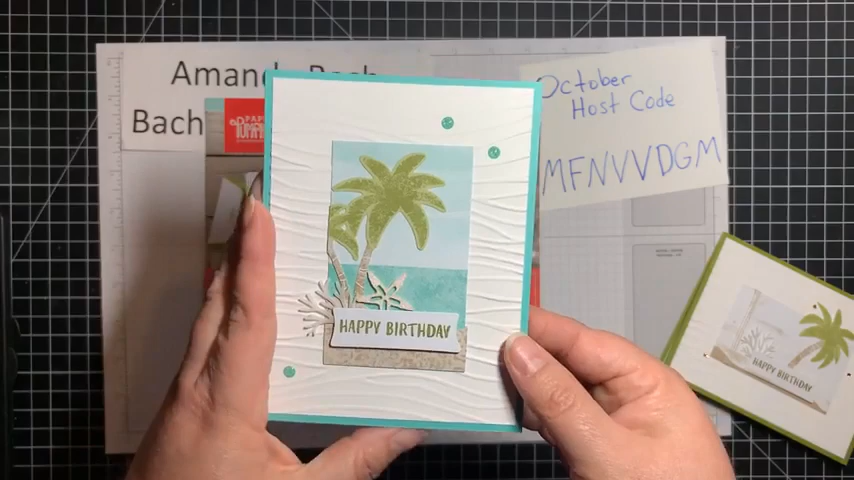 Amanda
Bach
October
Host Code
MFNVVDGM
HAPPY BIRTHDAY
HAPPY BIRTHDAY